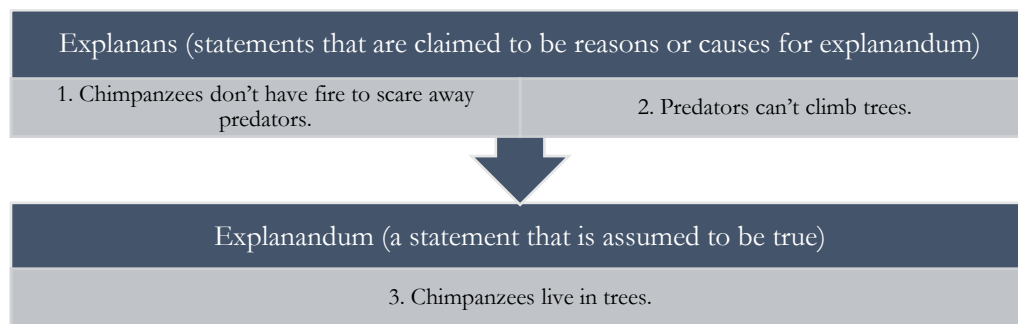 Explanans (statements that are claimed to be reasons or causes for explanandum)
1. Chimpanzees don’t have fire to scare away
predators.
2. Predators can’t climb trees.
Explanandum (a statement that is assumed to be true)
3. Chimpanzees live in trees.